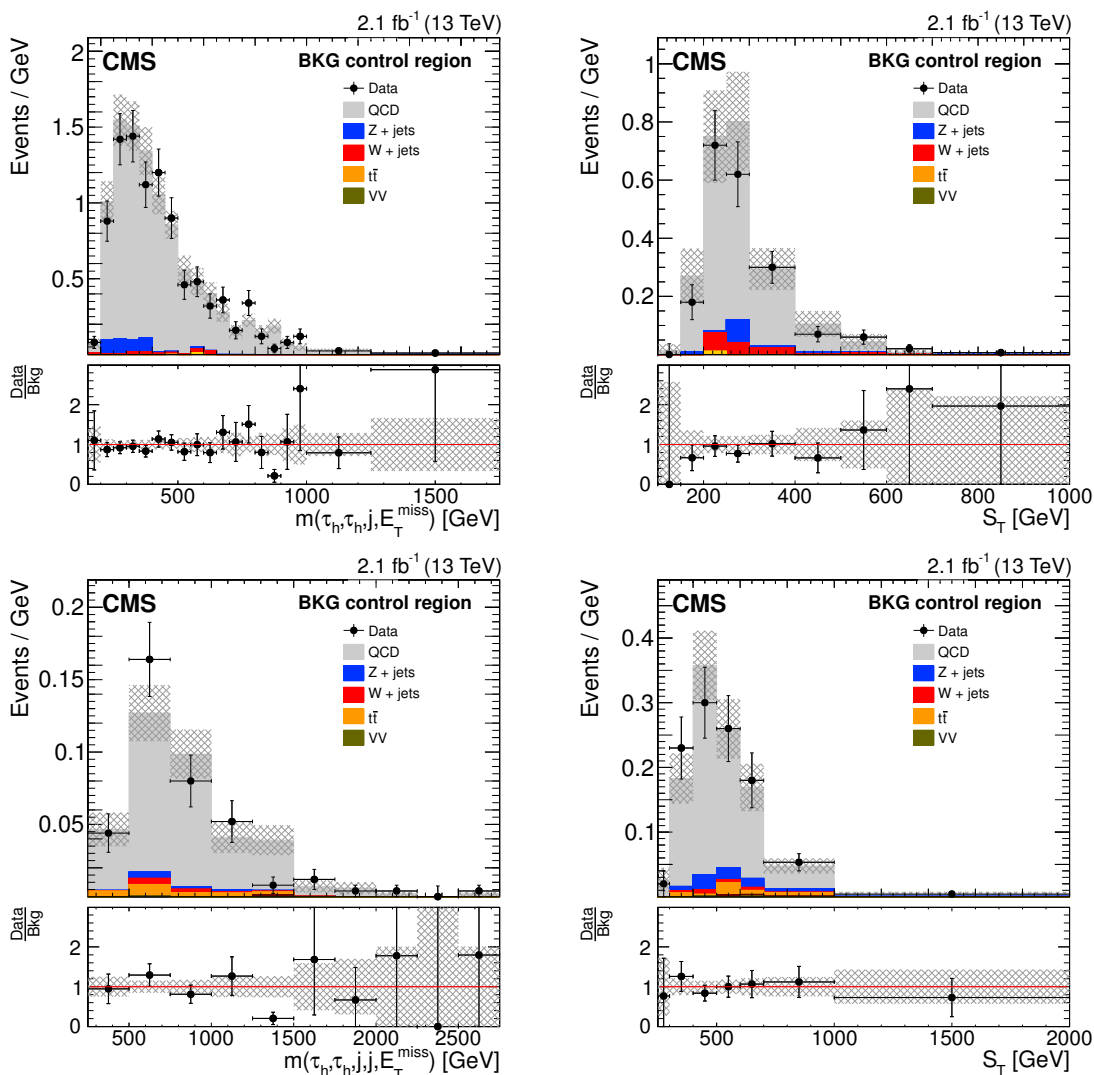 2.1 fb⁻¹ (13 TeV)
CMS
BKG control region
Data
QCD
Z + jets
W + jets
tt̄
VV
Events / GeV
2
1.5
1
0.5
Data
Bkg
2
1
0
500 1000 1500
m(τh,τh,j,E_T^miss) [GeV]
2.1 fb⁻¹ (13 TeV)
CMS
BKG control region
Data
QCD
Z + jets
W + jets
tt̄
VV
Events / GeV
1
0.8
0.6
0.4
0.2
Data
Bkg
2
1
0
200 400 600 800 1000
S_T [GeV]
2.1 fb⁻¹ (13 TeV)
CMS
BKG control region
Data
QCD
Z + jets
W + jets
tt̄
VV
Events / GeV
0.2
0.15
0.1
0.05
Data
Bkg
2
1
0
500 1000 1500 2000 2500
m(τh,τh,j,j,E_T^miss) [GeV]
2.1 fb⁻¹ (13 TeV)
CMS
BKG control region
Data
QCD
Z + jets
W + jets
tt̄
VV
Events / GeV
0.4
0.3
0.2
0.1
Data
Bkg
2
1
0
500 1000 1500 2000
S_T [GeV]